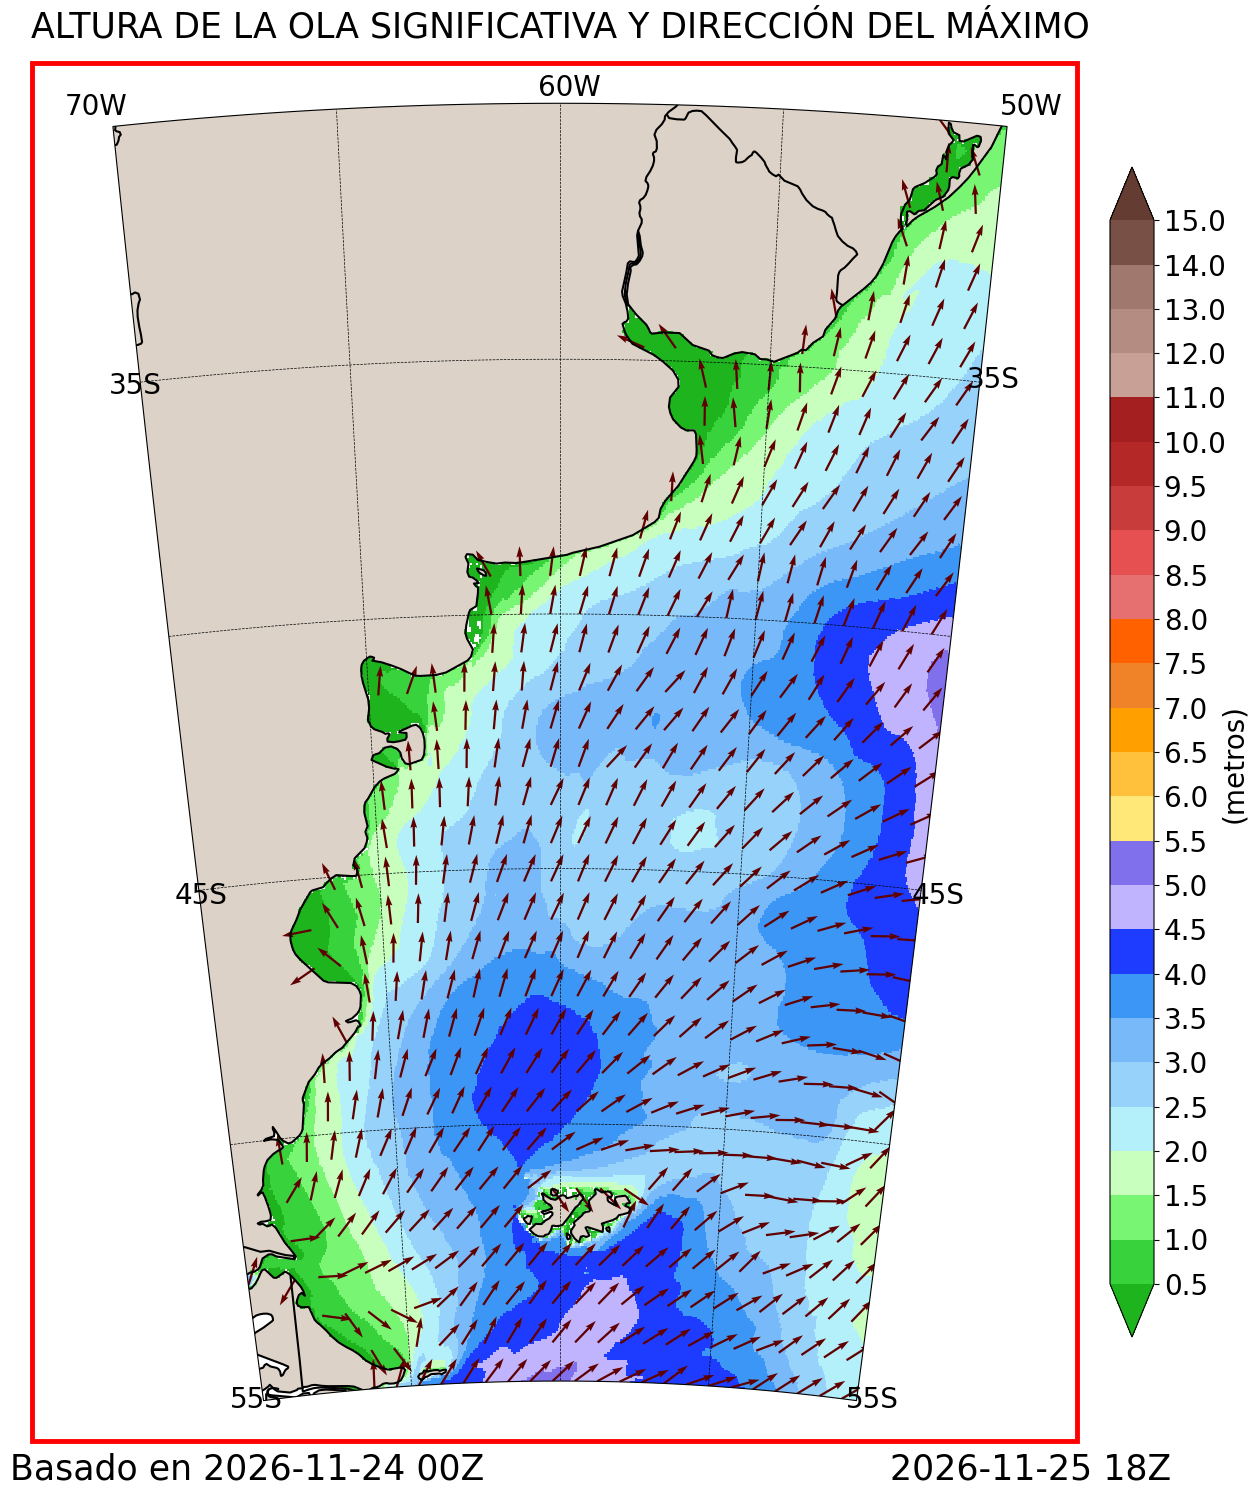 ALTURA DE LA OLA SIGNIFICATIVA Y DIRECCIÓN DEL MÁXIMO
70W
60W
50W
35S
35S
45S
45S
55S
55S
15.0
14.0
13.0
12.0
11.0
10.0
9.5
9.0
8.5
8.0
7.5
7.0
6.5
6.0
5.5
5.0
4.5
4.0
3.5
3.0
2.5
2.0
1.5
1.0
0.5
(metros)
Basado en 2026-11-24 00Z
2026-11-25 18Z